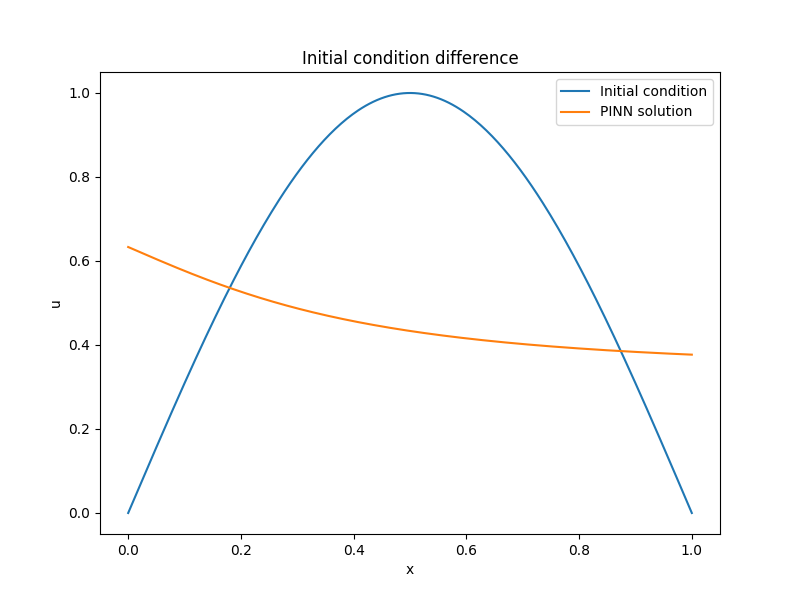 Initial condition difference
Initial condition
PINN solution
1.0
0.8
0.6
0.4
0.2
0.0
u
0.0 0.2 0.4 0.6 0.8 1.0
x